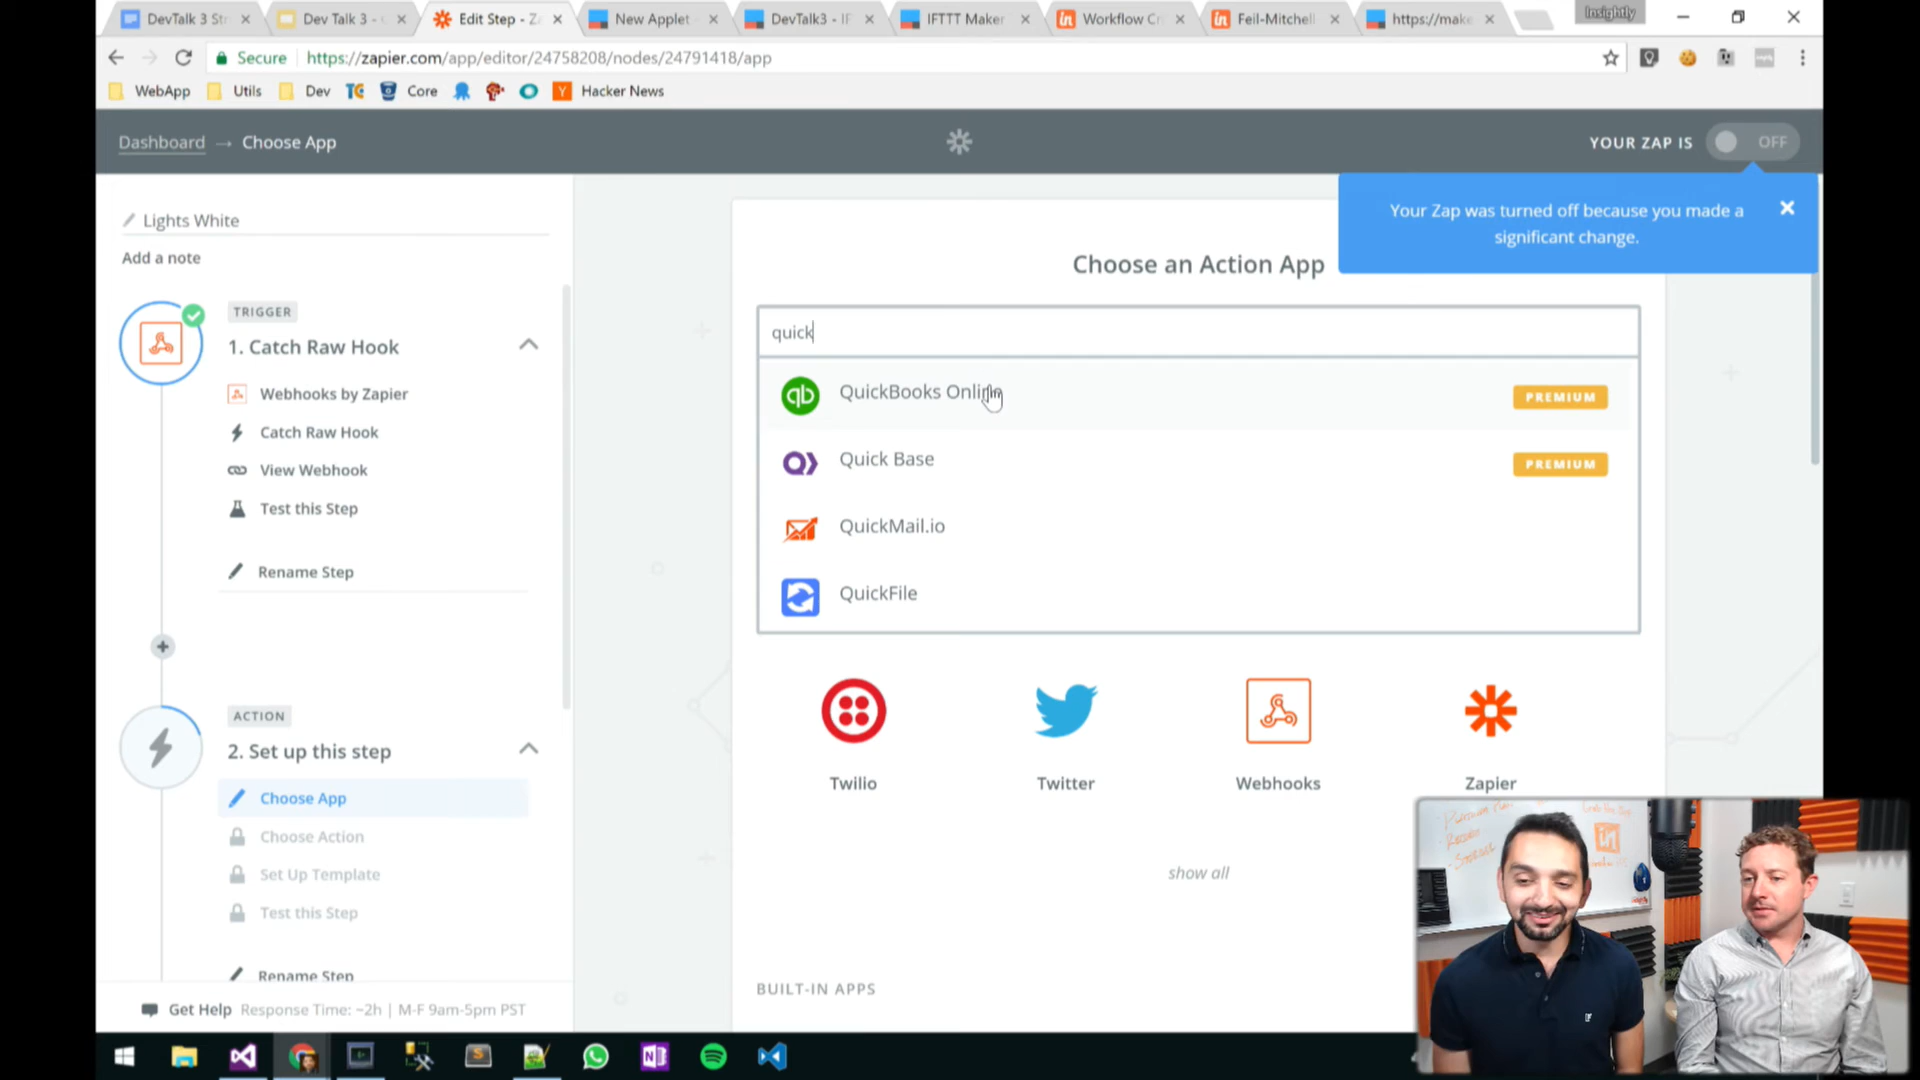 DevTalk 3 Str
Dev Talk 3 -
Edit Step - Z
New Applet
DevTalk3 - IF
IFTTT Maker
Workflow Cr
Feil-Mitchell
https://make
Insightly
Secure
https://zapier.com/app/editor/24758208/nodes/24791418/app
WebApp
Utils
Dev
Core
Hacker News
Dashboard → Choose App
YOUR ZAP IS
OFF
Your Zap was turned off because you made a
significant change.
Lights White
Add a note
TRIGGER
1. Catch Raw Hook
Webhooks by Zapier
Catch Raw Hook
View Webhook
Test this Step
Rename Step
ACTION
2. Set up this step
Choose App
Choose Action
Set Up Template
Test this Step
Rename Step
Get Help Response Time: ~2h | M-F 9am-5pm PST
Choose an Action App
quick
QuickBooks Online
PREMIUM
Quick Base
PREMIUM
QuickMail.io
QuickFile
Twilio
Twitter
Webhooks
Zapier
show all
BUILT-IN APPS